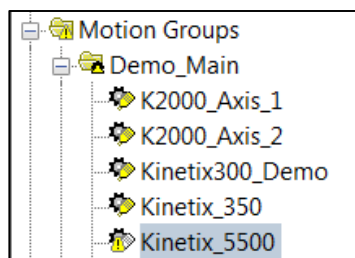 Motion Groups
Demo_Main
K2000_Axis_1
K2000_Axis_2
Kinetix300_Demo
Kinetix_350
Kinetix_5500